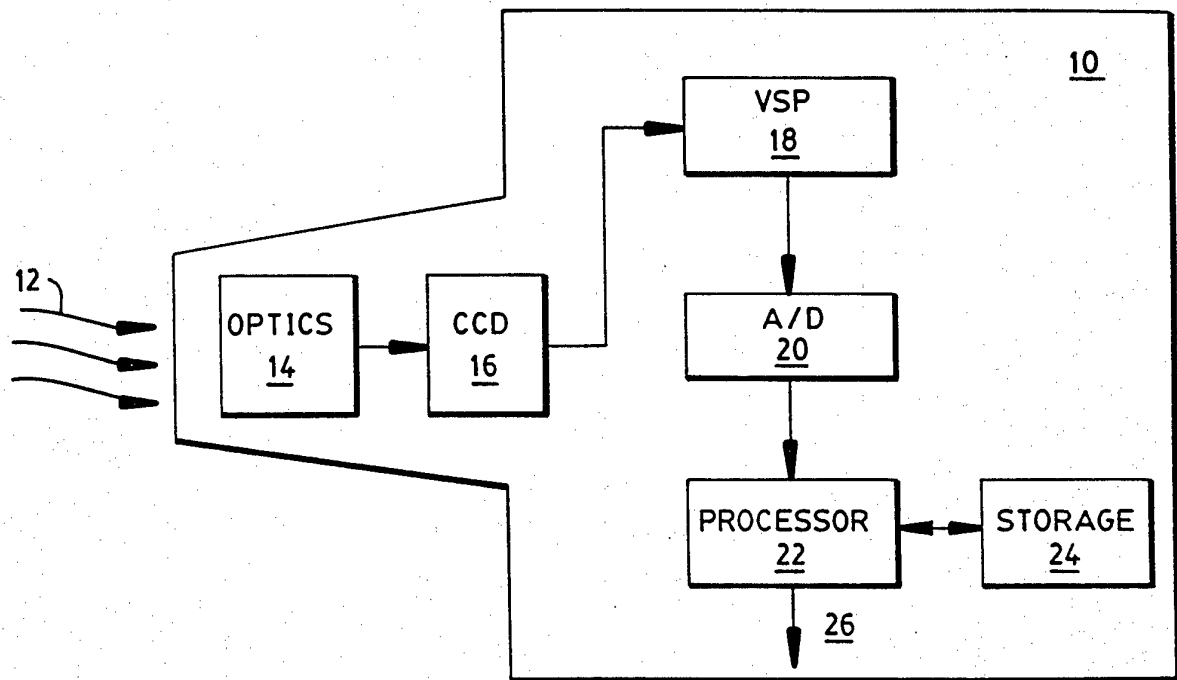 10
VSP
18
12
OPTICS
14
CCD
16
A/D
20
PROCESSOR
22
STORAGE
24
26